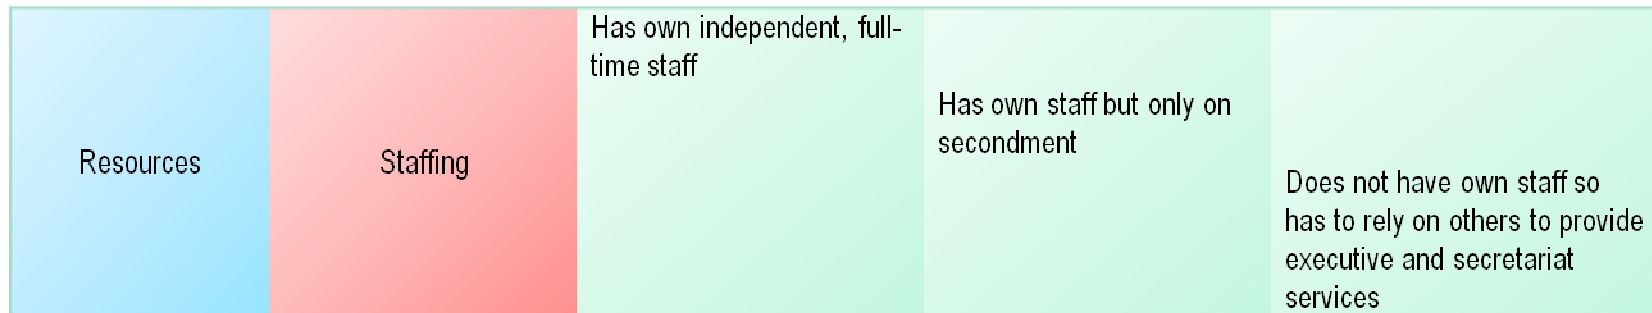 Resources
Staffing
Has own independent, full-
time staff
Has own staff but only on
secondment
Does not have own staff so
has to rely on others to provide
executive and secretariat
services